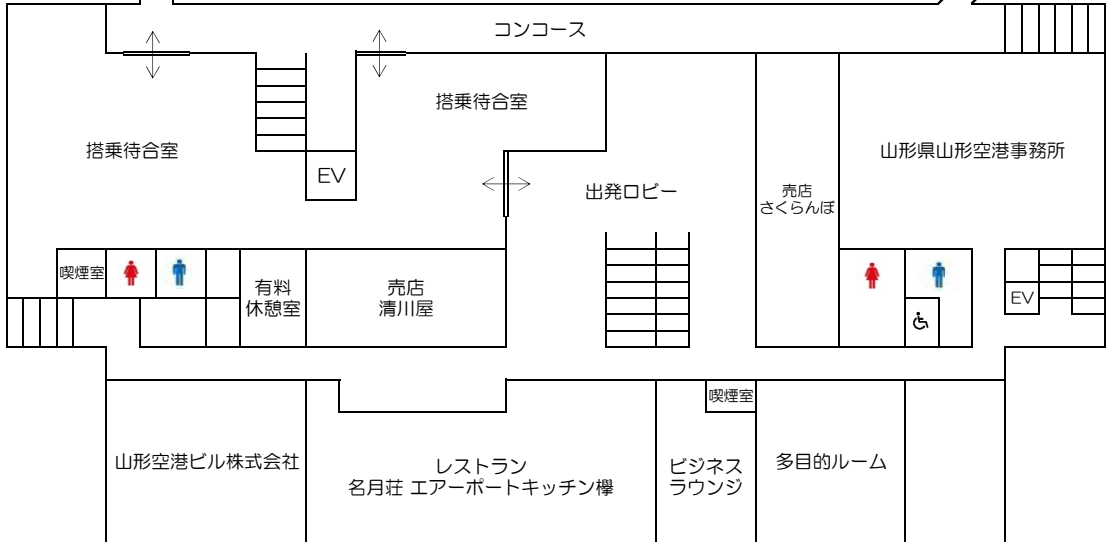 コンコース
搭乗待合室
搭乗待合室
山形県山形空港事務所
EV
出発ロビー
売店
さくらんぼ
喫煙室
有料
休憩室
売店
清川屋
EV
喫煙室
山形空港ビル株式会社
レストラン
名月荘 エアーポートキッチン欅
ビジネス
ラウンジ
多目的ルーム